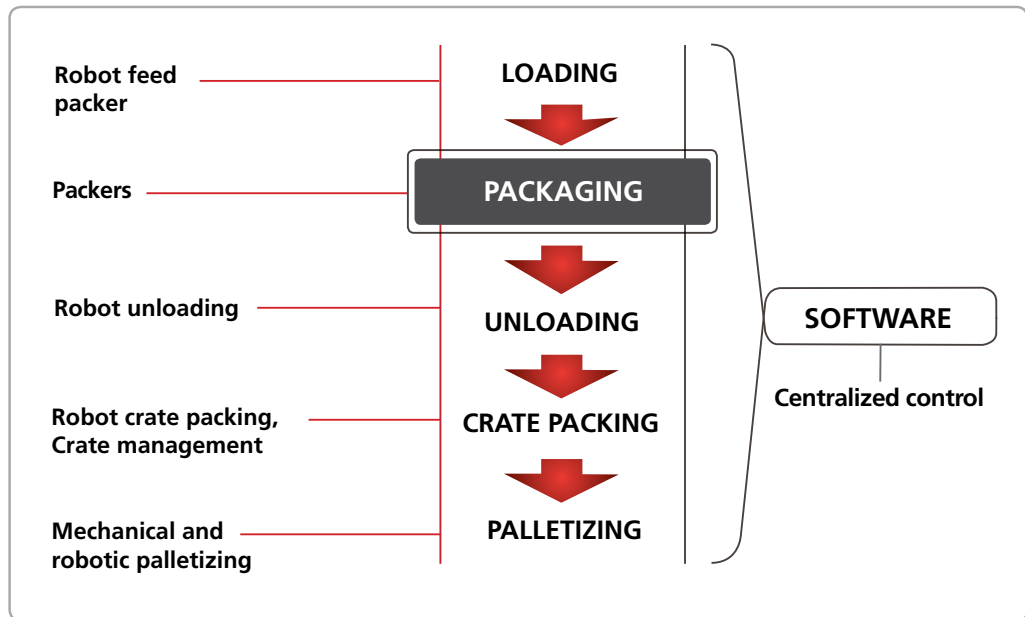 Robot feed
packer
LOADING
Packers
PACKAGING
Robot unloading
UNLOADING
SOFTWARE
Centralized control
Robot crate packing,
Crate management
CRATE PACKING
Mechanical and
robotic palletizing
PALLETIZING